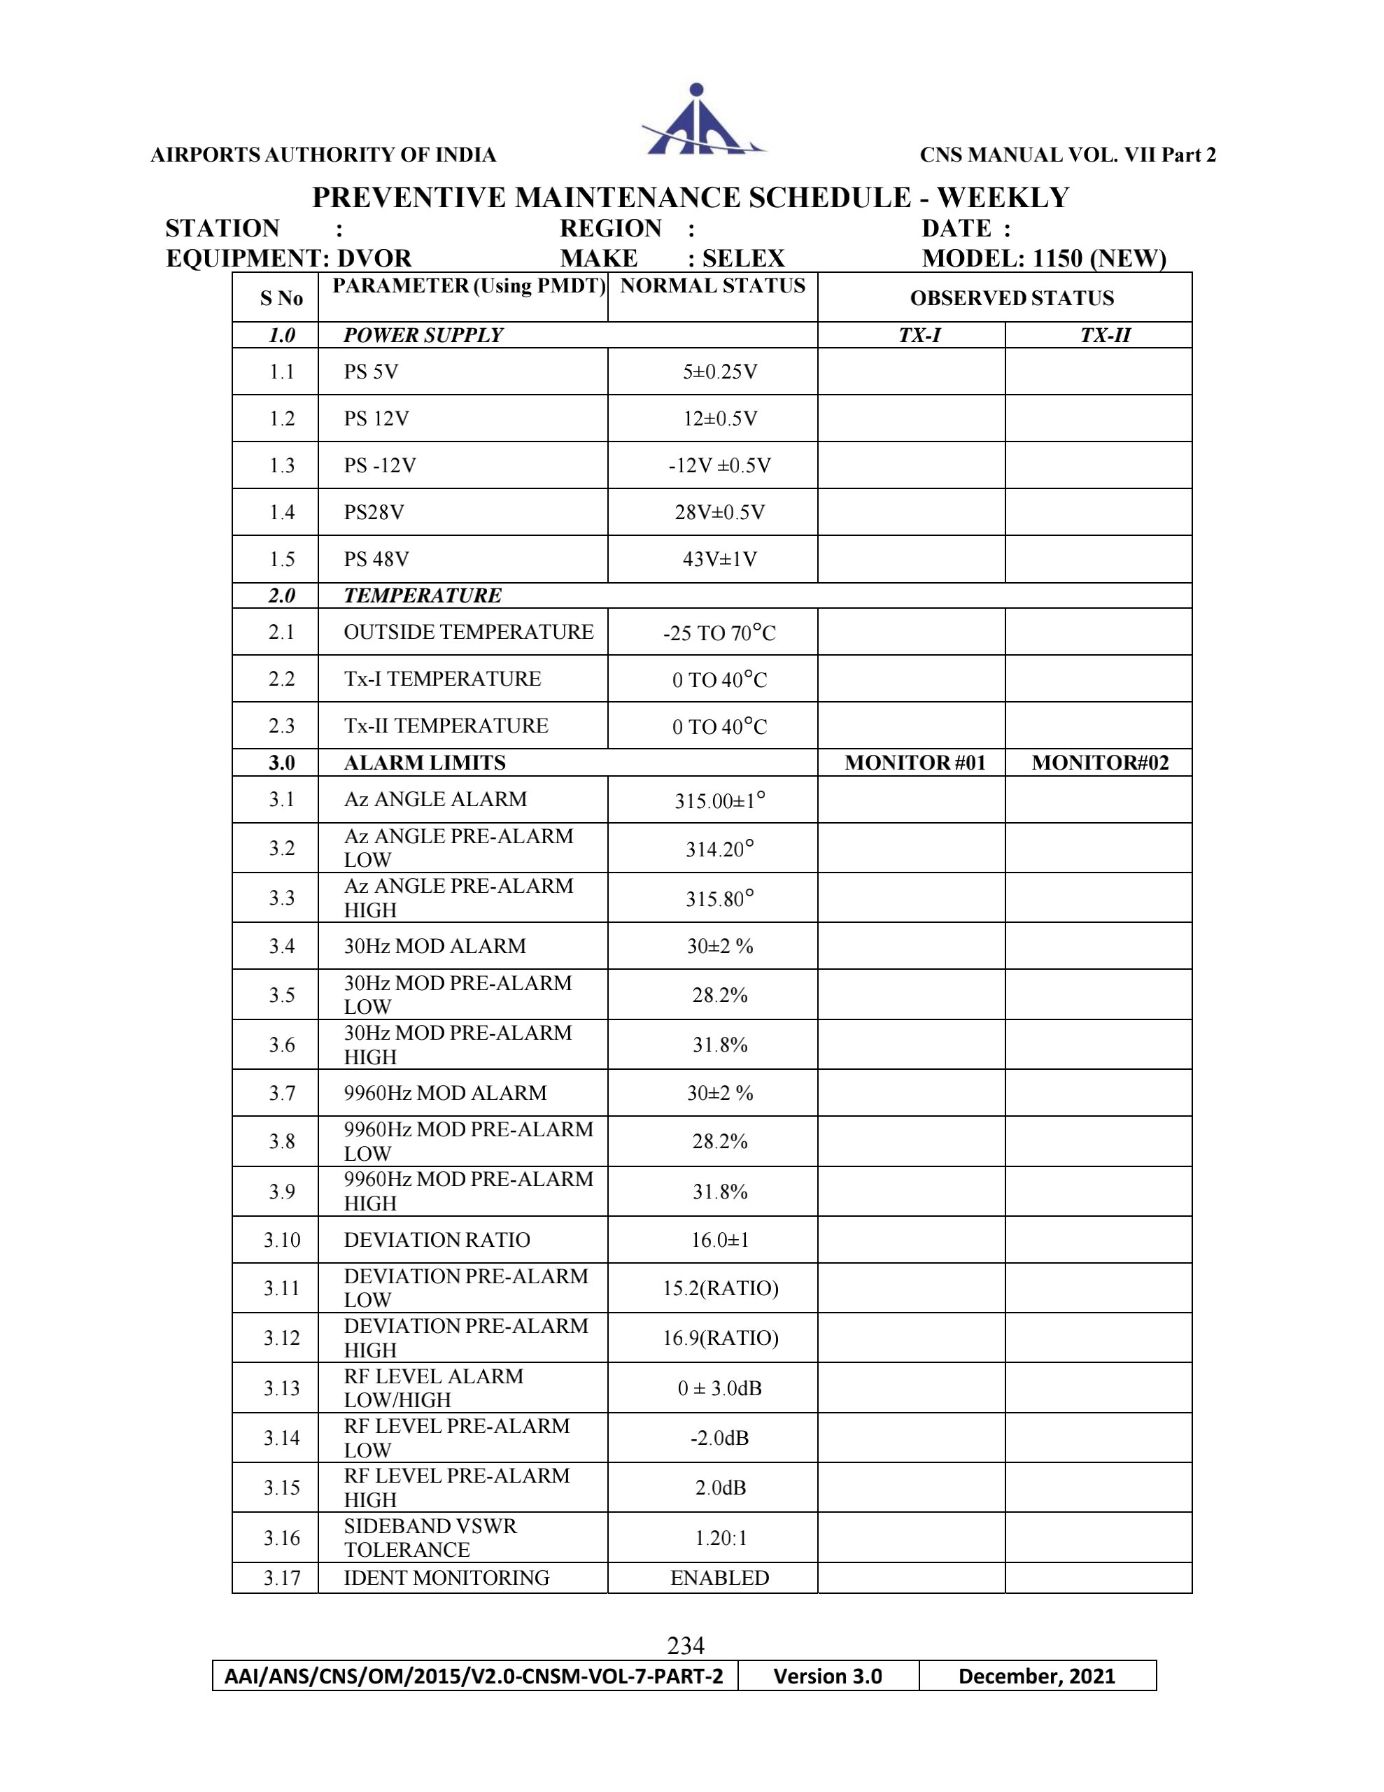 AIRPORTS AUTHORITY OF INDIA CNS MANUAL VOL. VII Part 2
PREVENTIVE MAINTENANCE SCHEDULE - WEEKLY
STATION : REGION : DATE :
EQUIPMENT: DVOR MAKE : SELEX MODEL: 1150 (NEW)
S No PARAMETER (Using PMDT) NORMAL STATUS OBSERVED STATUS
1.0 POWER SUPPLY TX-I TX-II
1.1 PS 5V 5±0.25V
1.2 PS 12V 12±0.5V
1.3 PS -12V -12V ±0.5V
1.4 PS28V 28V±0.5V
1.5 PS 48V 43V±1V
2.0 TEMPERATURE
2.1 OUTSIDE TEMPERATURE -25 TO 70°C
2.2 Tx-I TEMPERATURE 0 TO 40°C
2.3 Tx-II TEMPERATURE 0 TO 40°C
3.0 ALARM LIMITS MONITOR #01 MONITOR#02
3.1 Az ANGLE ALARM 315.00±1°
3.2 Az ANGLE PRE-ALARM
LOW 314.20°
3.3 Az ANGLE PRE-ALARM
HIGH 315.80°
3.4 30Hz MOD ALARM 30±2 %
3.5 30Hz MOD PRE-ALARM
LOW 28.2%
3.6 30Hz MOD PRE-ALARM
HIGH 31.8%
3.7 9960Hz MOD ALARM 30±2 %
3.8 9960Hz MOD PRE-ALARM
LOW 28.2%
3.9 9960Hz MOD PRE-ALARM
HIGH 31.8%
3.10 DEVIATION RATIO 16.0±1
3.11 DEVIATION PRE-ALARM
LOW 15.2(RATIO)
3.12 DEVIATION PRE-ALARM
HIGH 16.9(RATIO)
3.13 RF LEVEL ALARM
LOW/HIGH 0 ± 3.0dB
3.14 RF LEVEL PRE-ALARM
LOW -2.0dB
3.15 RF LEVEL PRE-ALARM
HIGH 2.0dB
3.16 SIDEBAND VSWR
TOLERANCE 1.20:1
3.17 IDENT MONITORING ENABLED
234
AAI/ANS/CNS/OM/2015/V2.0-CNSM-VOL-7-PART-2 Version 3.0 December, 2021